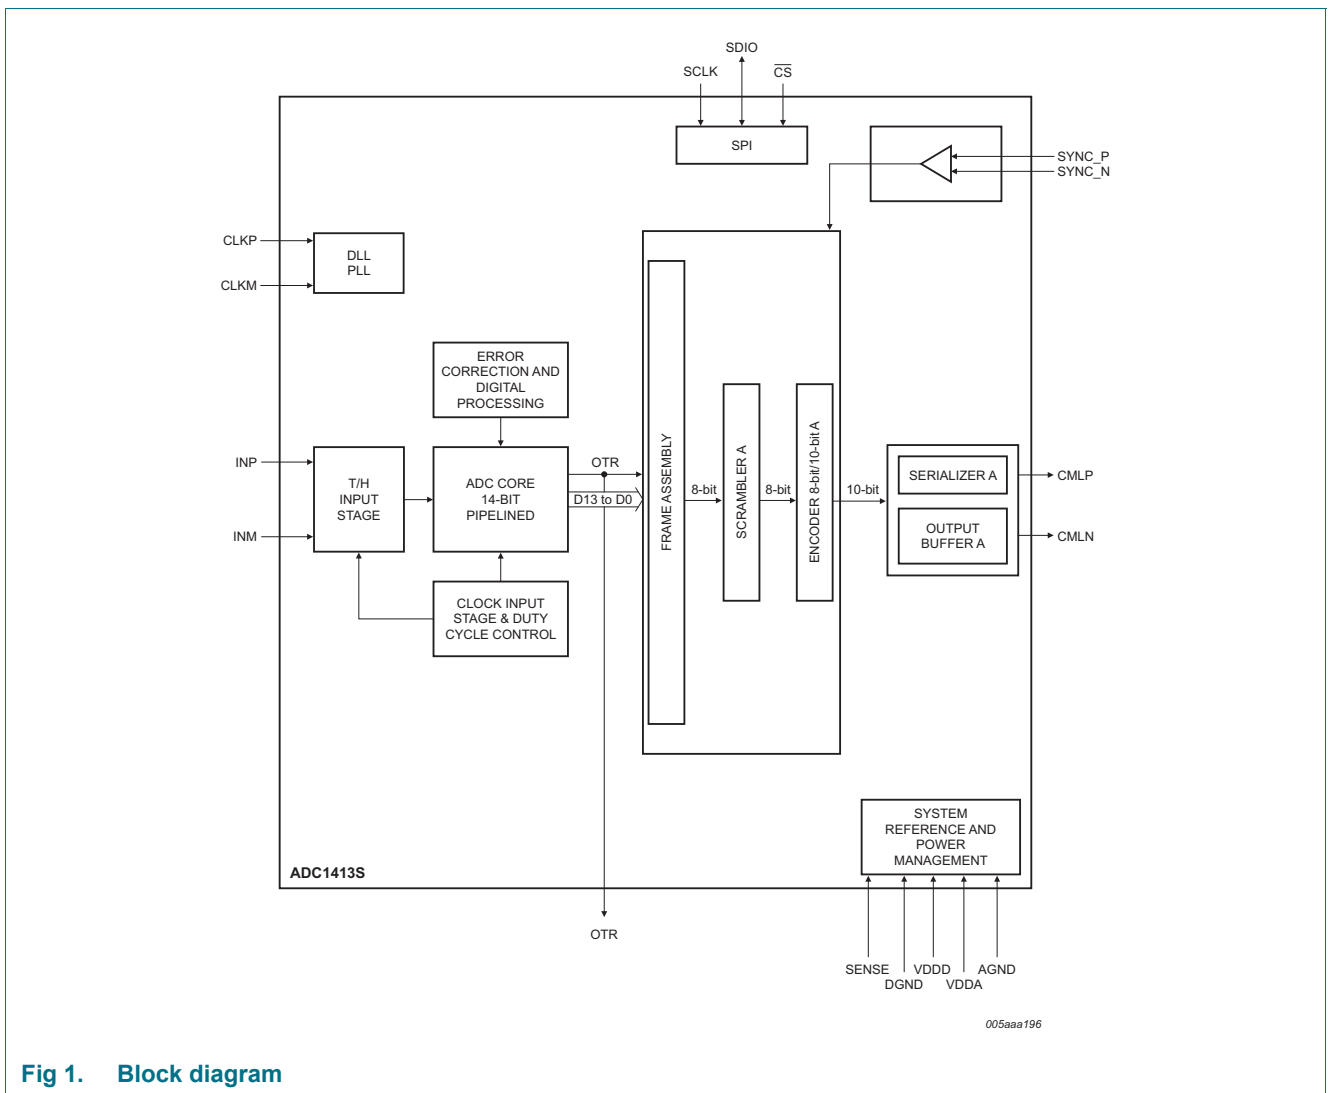 SDIO
SCLK
CS
SPI
SYNC_P
SYNC_N
CLKP
DLL
PLL
CLKM
ERROR
CORRECTION AND
DIGITAL
PROCESSING
INP
T/H
INPUT
STAGE
INM
ADC CORE
14-BIT
PIPELINED
OTR
D13 to D0
CLOCK INPUT
STAGE & DUTY
CYCLE CONTROL
FRAME ASSEMBLY
8-bit
SCRAMBLER A
8-bit
ENCODER 8-bit/10-bit A
10-bit
SERIALIZER A
OUTPUT
BUFFER A
CMLP
CMLN
SYSTEM
REFERENCE AND
POWER
MANAGEMENT
ADC1413S
OTR
SENSE
DGND
VDDD
VDDA
AGND
005aaa196
Fig 1. Block diagram